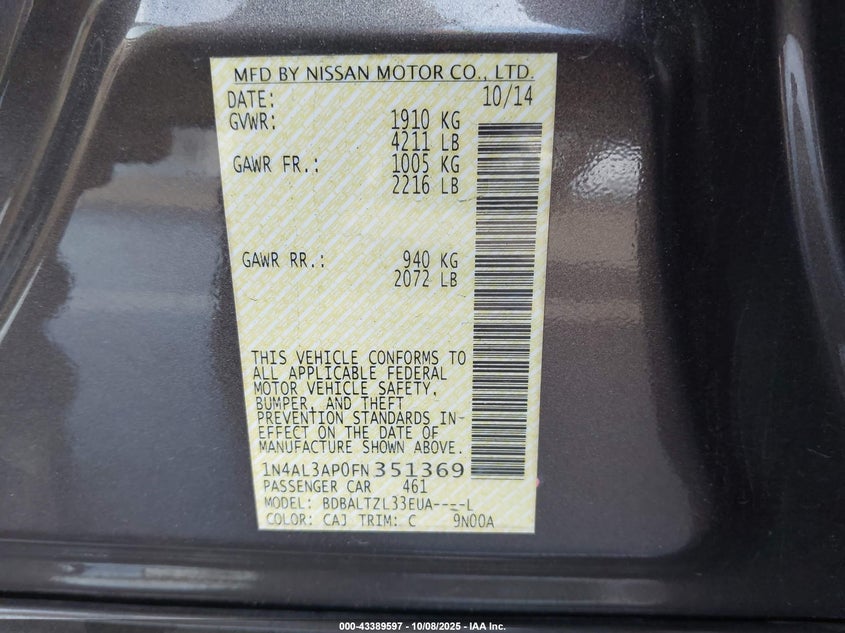 MFD BY NISSAN MOTOR CO., LTD.
DATE: 10/14
GVWR: 1910 KG
4211 LB
GAWR FR.: 1005 KG
2216 LB
GAWR RR.: 940 KG
2072 LB
THIS VEHICLE CONFORMS TO
ALL APPLICABLE FEDERAL
MOTOR VEHICLE SAFETY,
BUMPER, AND THEFT
PREVENTION STANDARDS IN-
EFFECT ON THE DATE OF
MANUFACTURE SHOWN ABOVE.
1N4AL3AP0FN351369
PASSENGER CAR 461
MODEL: BDBALTZL33EUA----L
COLOR: CAJ TRIM: C 9N00A
000-43389597 - 10/08/2025 - IAA Inc.